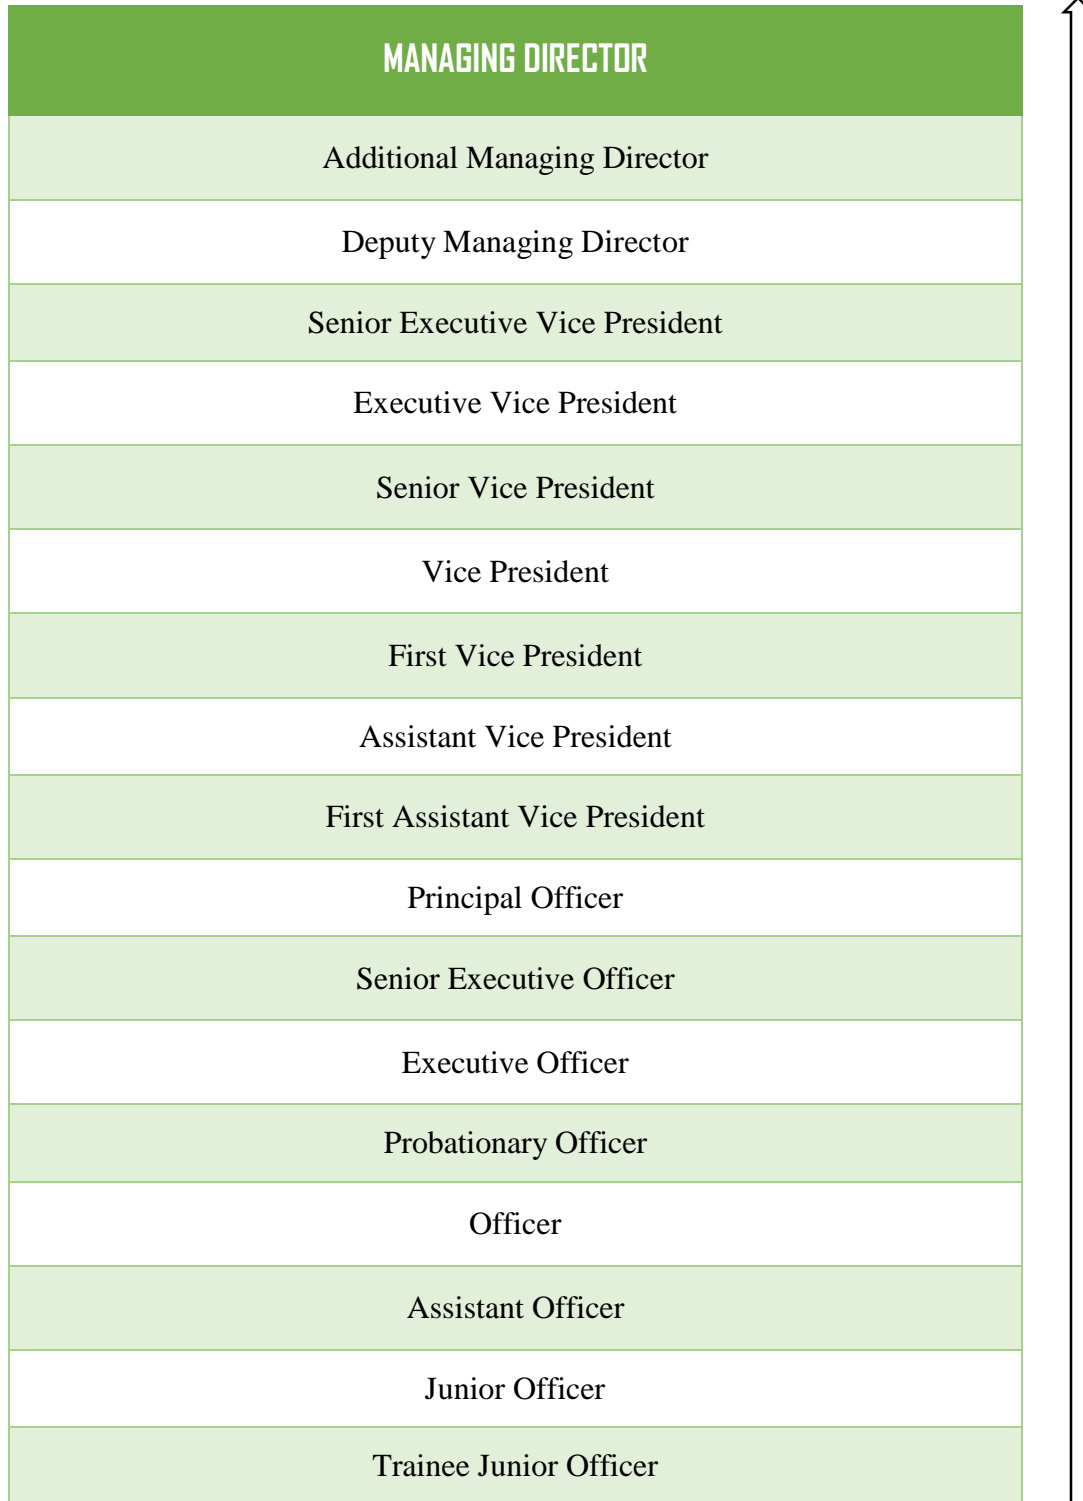 MANAGING DIRECTOR
Additional Managing Director
Deputy Managing Director
Senior Executive Vice President
Executive Vice President
Senior Vice President
Vice President
First Vice President
Assistant Vice President
First Assistant Vice President
Principal Officer
Senior Executive Officer
Executive Officer
Probationary Officer
Officer
Assistant Officer
Junior Officer
Trainee Junior Officer